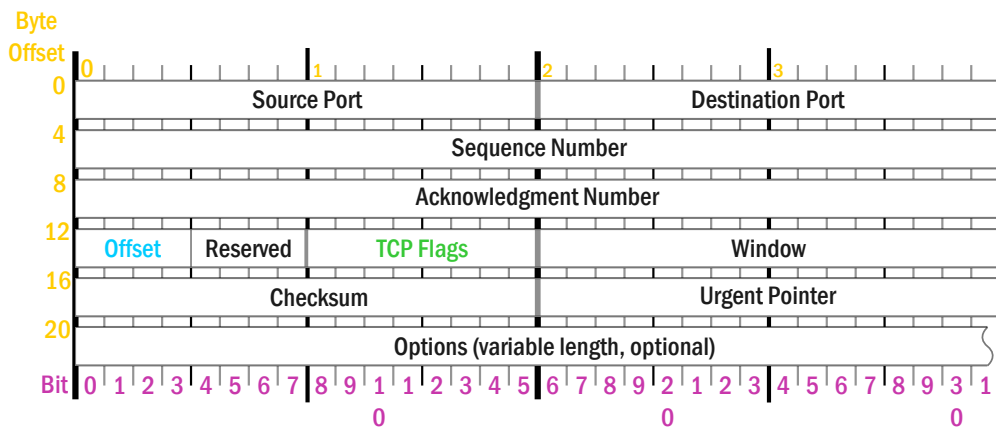 Byte
Offset
0 1 2 3
0
Source Port Destination Port
4
Sequence Number
8
Acknowledgment Number
12
Offset Reserved TCP Flags Window
16
Checksum Urgent Pointer
20
Options (variable length, optional)
Bit 0 1 2 3 4 5 6 7 8 9 1 1 2 3 4 5 6 7 8 9 2 1 2 3 4 5 6 7 8 9 3 1
0 0 0